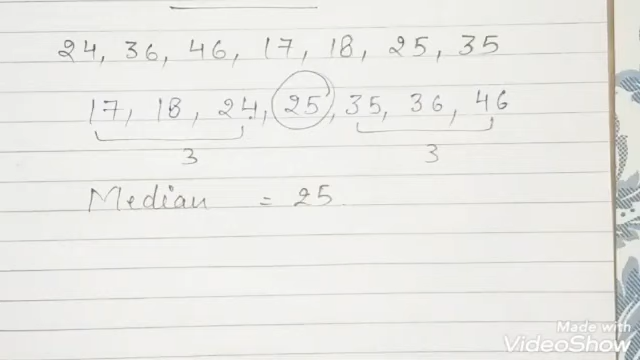 24, 36, 46, 17, 18, 25, 35
17, 18, 24, 25, 35, 36, 46
3 3
Median = 25
Made with
VideoShow